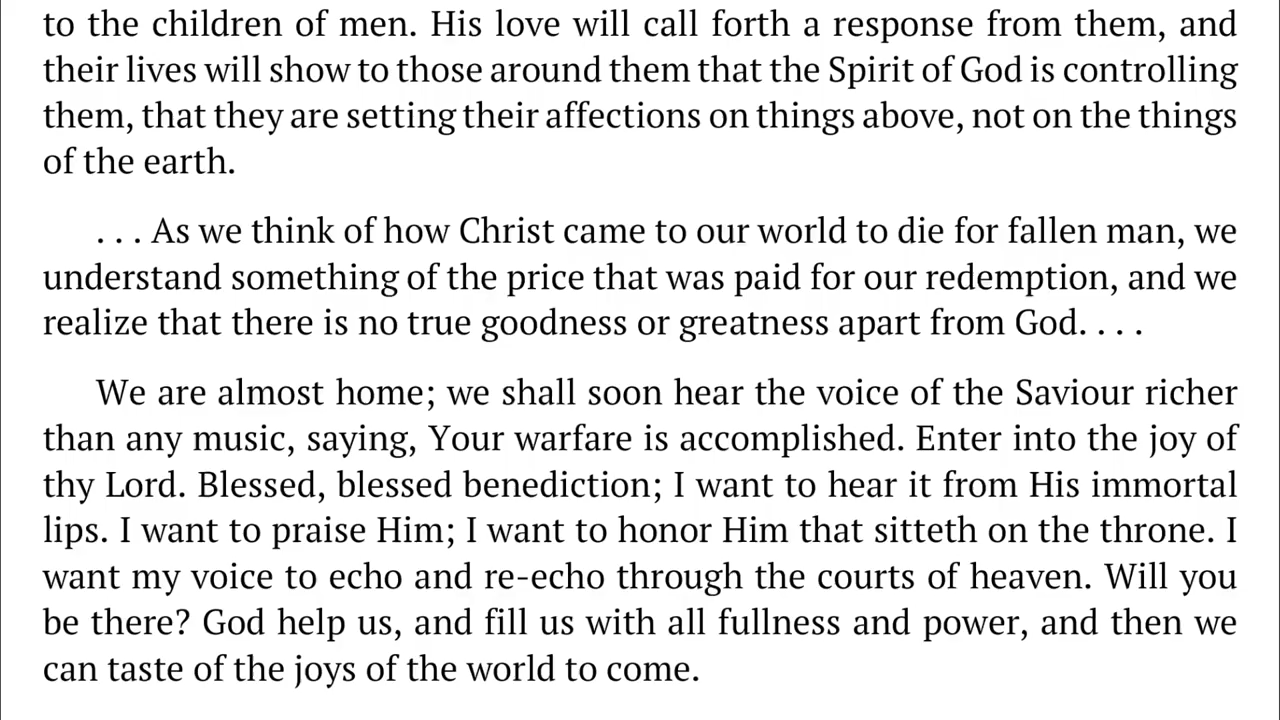 to the children of men. His love will call forth a response from them, and
their lives will show to those around them that the Spirit of God is controlling
them, that they are setting their affections on things above, not on the things
of the earth.
. . . As we think of how Christ came to our world to die for fallen man, we
understand something of the price that was paid for our redemption, and we
realize that there is no true goodness or greatness apart from God. . . .
We are almost home; we shall soon hear the voice of the Saviour richer
than any music, saying, Your warfare is accomplished. Enter into the joy of
thy Lord. Blessed, blessed benediction; I want to hear it from His immortal
lips. I want to praise Him; I want to honor Him that sitteth on the throne. I
want my voice to echo and re-echo through the courts of heaven. Will you
be there? God help us, and fill us with all fullness and power, and then we
can taste of the joys of the world to come.